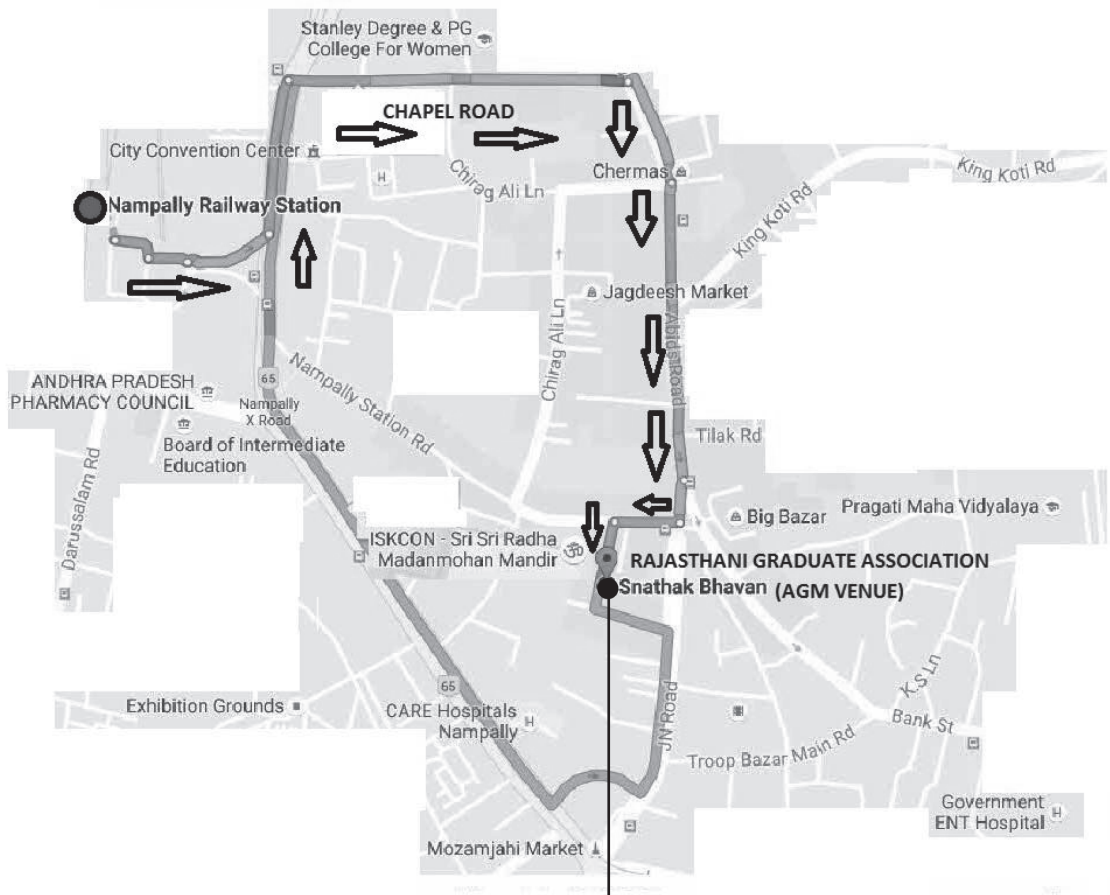 Stanley Degree & PG
College For Women
CHAPEL ROAD
City Convention Center
H
Chirag Ali Ln
Chermas
King Koti Rd
Nampally Railway Station
King Koti Rd
Jagdeesh Market
Chirag Ali Ln
Abids Road
Nampally Station Rd
ANDHRA PRADESH
PHARMACY COUNCIL
65
Nampally
X Road
Board of Intermediate
Education
Darussalam Rd
Tilak Rd
Big Bazar
Pragati Maha Vidyalaya
ISKCON - Sri Sri Radha
Madanmohan Mandir
ॐ
RAJASTHANI GRADUATE ASSOCIATION
Snathak Bhavan (AGM VENUE)
K.S Ln
65
Exhibition Grounds
CARE Hospitals
Nampally
H
JN Road
Bank St
Troop Bazar Main Rd
Government
ENT Hospital
H
Mozamjahi Market